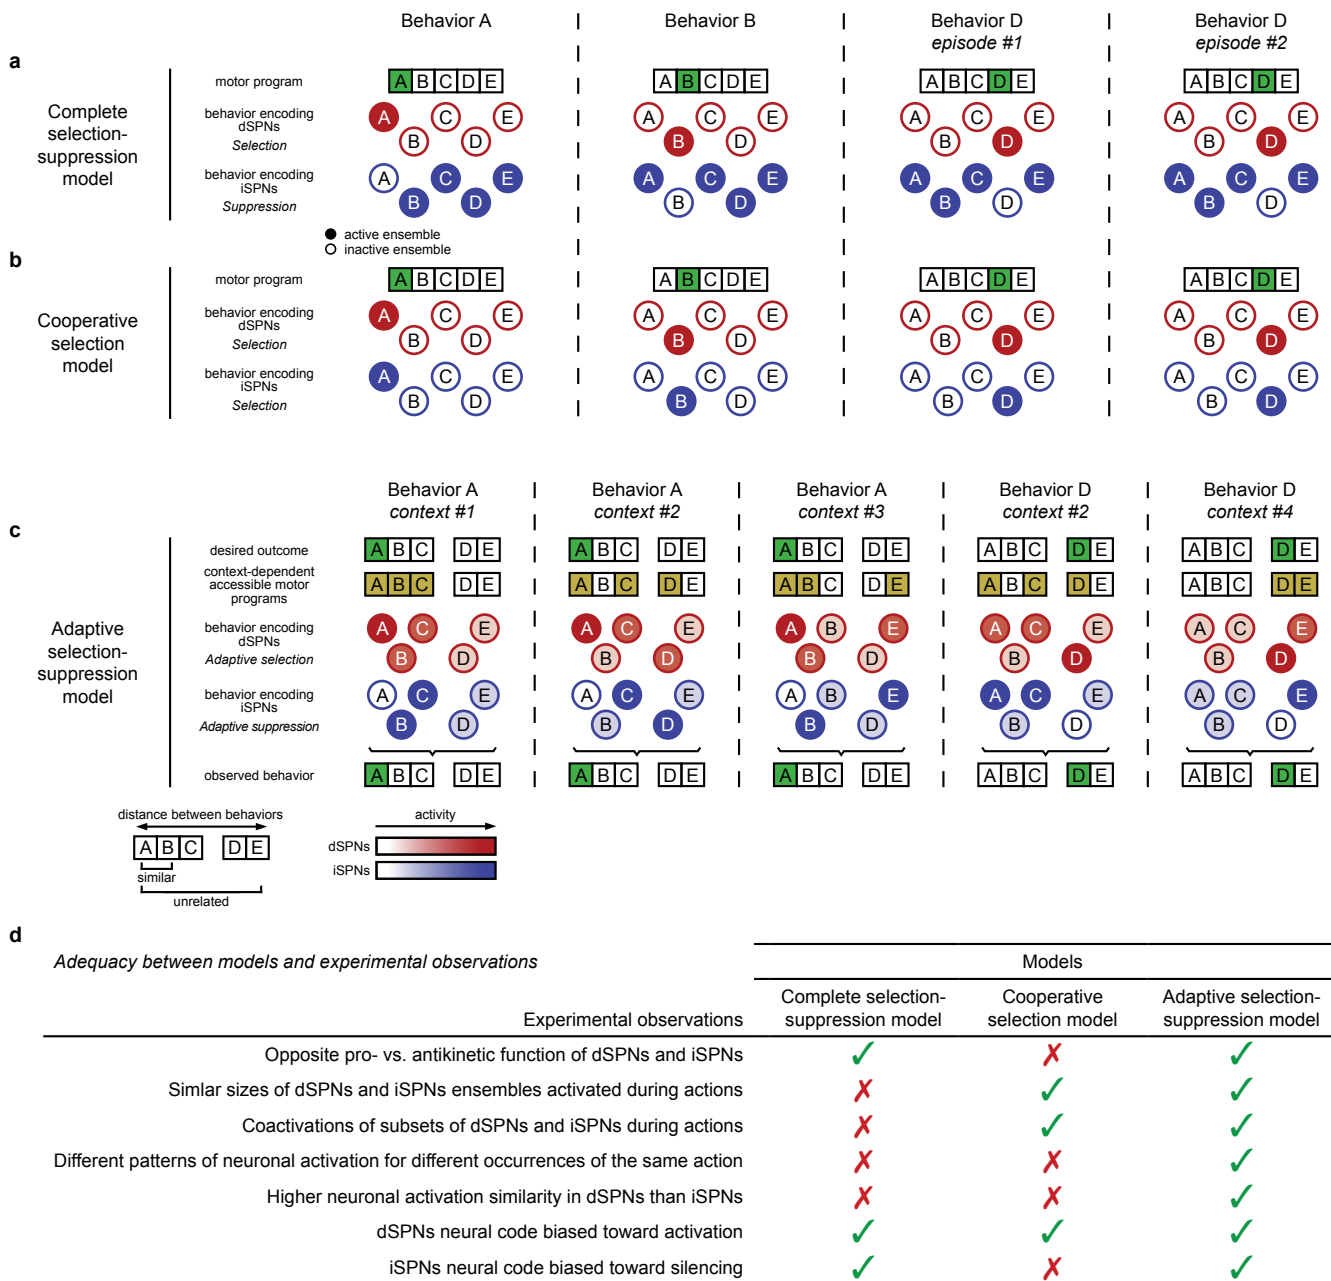 Behavior A
Behavior B
Behavior D
episode #1
Behavior D
episode #2
a
Complete
selection-
suppression
model
motor program
A B C D E
A B C D E
A B C D E
A B C D E
behavior encoding
dSPNs
Selection
A C E
B D
A C E
B D
A C E
B D
A C E
B D
behavior encoding
iSPNs
Suppression
A C E
B D
A C E
B D
A C E
B D
A C E
B D
active ensemble
inactive ensemble
b
Cooperative
selection
model
motor program
A B C D E
A B C D E
A B C D E
A B C D E
behavior encoding
dSPNs
Selection
A C E
B D
A C E
B D
A C E
B D
A C E
B D
behavior encoding
iSPNs
Selection
A C E
B D
A C E
B D
A C E
B D
A C E
B D
Behavior A
context #1
Behavior A
context #2
Behavior A
context #3
Behavior D
context #2
Behavior D
context #4
c
Adaptive
selection-
suppression
model
desired outcome
A B C D E
A B C D E
A B C D E
A B C D E
A B C D E
context-dependent
accessible motor
programs
A B C D E
A B C D E
A B C D E
A B C D E
A B C D E
behavior encoding
dSPNs
Adaptive selection
A C E
B D
A C E
B D
A B E
B D
A C E
B D
A C E
B D
behavior encoding
iSPNs
Adaptive suppression
A C E
B D
A C E
B D
A B E
B D
A C E
B D
A C E
B D
observed behavior
A B C D E
A B C D E
A B C D E
A B C D E
A B C D E
distance between behaviors
A B C D E
similar
unrelated
activity
dSPNs
iSPNs
d
Adequacy between models and experimental observations
Models
Experimental observations
Complete selection-
suppression model
Cooperative
selection model
Adaptive selection-
suppression model
Opposite pro- vs. antikinetic function of dSPNs and iSPNs ✓ ✗ ✓
Simlar sizes of dSPNs and iSPNs ensembles activated during actions ✗ ✓ ✓
Coactivations of subsets of dSPNs and iSPNs during actions ✗ ✓ ✓
Different patterns of neuronal activation for different occurrences of the same action ✗ ✗ ✓
Higher neuronal activation similarity in dSPNs than iSPNs ✗ ✗ ✓
dSPNs neural code biased toward activation ✓ ✓ ✓
iSPNs neural code biased toward silencing ✓ ✗ ✓